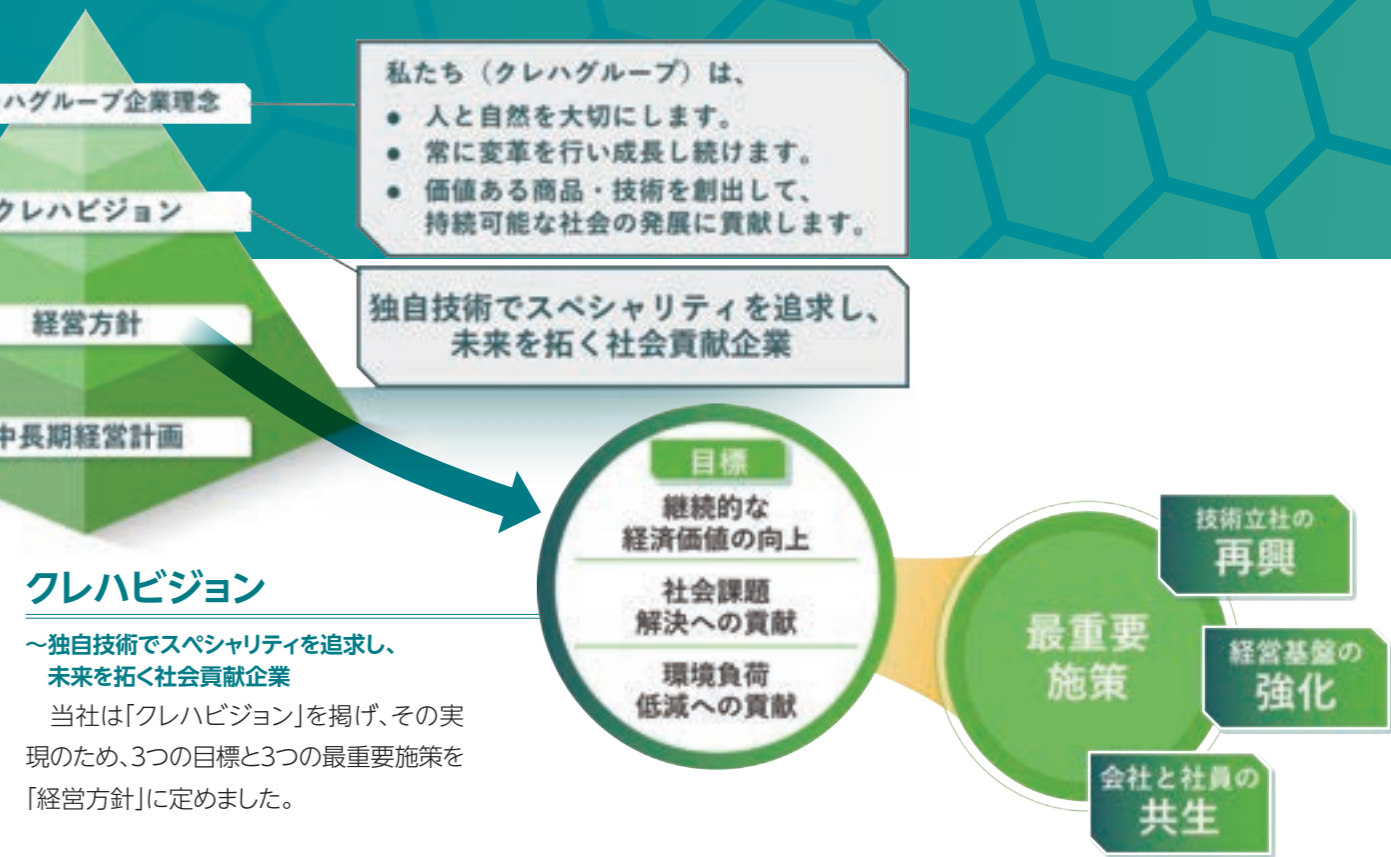 ハグループ企業理念
私たち（クレハグループ）は、
● 人と自然を大切にします。
● 常に変革を行い成長し続けます。
● 価値ある商品・技術を創出して、
持続可能な社会の発展に貢献します。
クレハビジョン
独自技術でスペシャリティを追求し、
未来を拓く社会貢献企業
経営方針
中長期経営計画
目標
継続的な
経済価値の向上
社会課題
解決への貢献
環境負荷
低減への貢献
最重要
施策
技術立社の
再興
経営基盤の
強化
会社と社員の
共生
クレハビジョン
～独自技術でスペシャリティを追求し、
未来を拓く社会貢献企業
当社は「クレハビジョン」を掲げ、その実
現のため、3つの目標と3つの最重要施策を
「経営方針」に定めました。